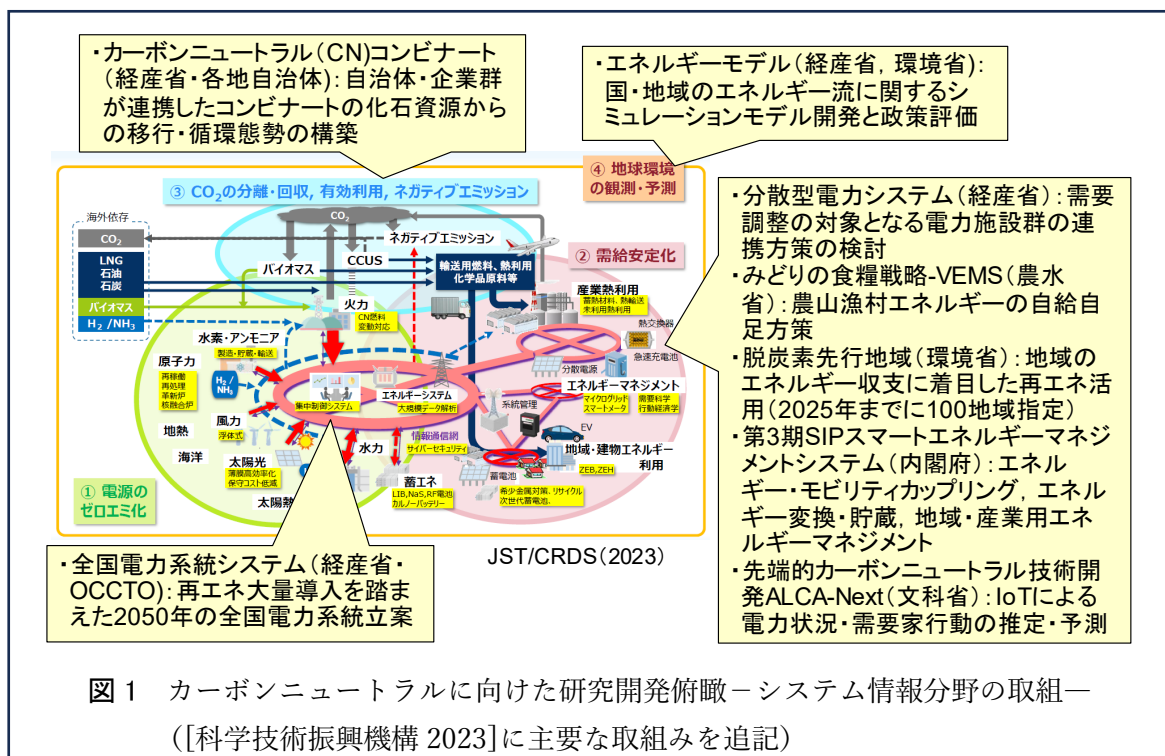 ・カーボンニュートラル(CN)コンビナート
(経産省・各地自治体):自治体・企業群
が連携したコンビナートの化石資源から
の移行・循環態勢の構築
・エネルギーモデル(経産省, 環境省):
国・地域のエネルギー流に関するシ
ミュレーションモデル開発と政策評価
④ 地球環境
の観測・予測
③ CO₂の分離・回収, 有効利用, ネガティブエミッション
海外依存
CO₂
LNG
石油
石炭
バイオマス
H₂/NH₃
CO₂
ネガティブエミッション
CCUS
バイオマス
輸送用燃料、熱利用
化学品原料等
② 需給安定化
産業熱利用
蓄熱材料、熱輸送
未利用熱利用
火力
CN燃料
変動対応
水素・アンモニア
製造・貯蔵・輸送
熱交換器
急速充電池
原子力
再稼働
再処理
革新炉
核融合炉
H₂/
NH₃
分散電源
エネルギーマネジメント
マイクログリッド
スマートメータ
需要科学
行動経済学
集中制御システム
エネルギーシステム
大規模データ解析
系統管理
風力
浮体式
地熱
海洋
情報通信網
サイバーセキュリティ
EV
地域・建物エネルギー
利用
ZEB,ZEH
太陽光
薄膜高効率化
保守コスト低減
水力
太陽熱
蓄エネ
LIB,NaS,RF電池
カルノーバッテリー
蓄電池
希少金属対策、リサイクル
次世代蓄電池、
① 電源の
ゼロエミ化
JST/CRDS(2023)
・分散型電力システム(経産省):需要
調整の対象となる電力施設群の連
携方策の検討
・みどりの食糧戦略-VEMS(農水
省):農山漁村エネルギーの自給自
足方策
・脱炭素先行地域(環境省):地域の
エネルギー収支に着目した再エネ活
用(2025年までに100地域指定)
・第3期SIPスマートエネルギーマネジ
メントシステム(内閣府):エネル
ギー・モビリティカップリング, エネル
ギー変換・貯蔵, 地域・産業用エネ
ルギーマネジメント
・先端的カーボンニュートラル技術開
発ALCA-Next(文科省):IoTによる
電力状況・需要家行動の推定・予測
・全国電力系統システム(経産省・
OCCTO):再エネ大量導入を踏ま
えた2050年の全国電力系統立案
図1 カーボンニュートラルに向けた研究開発俯瞰−システム情報分野の取組―
([科学技術振興機構 2023]に主要な取組みを追記)